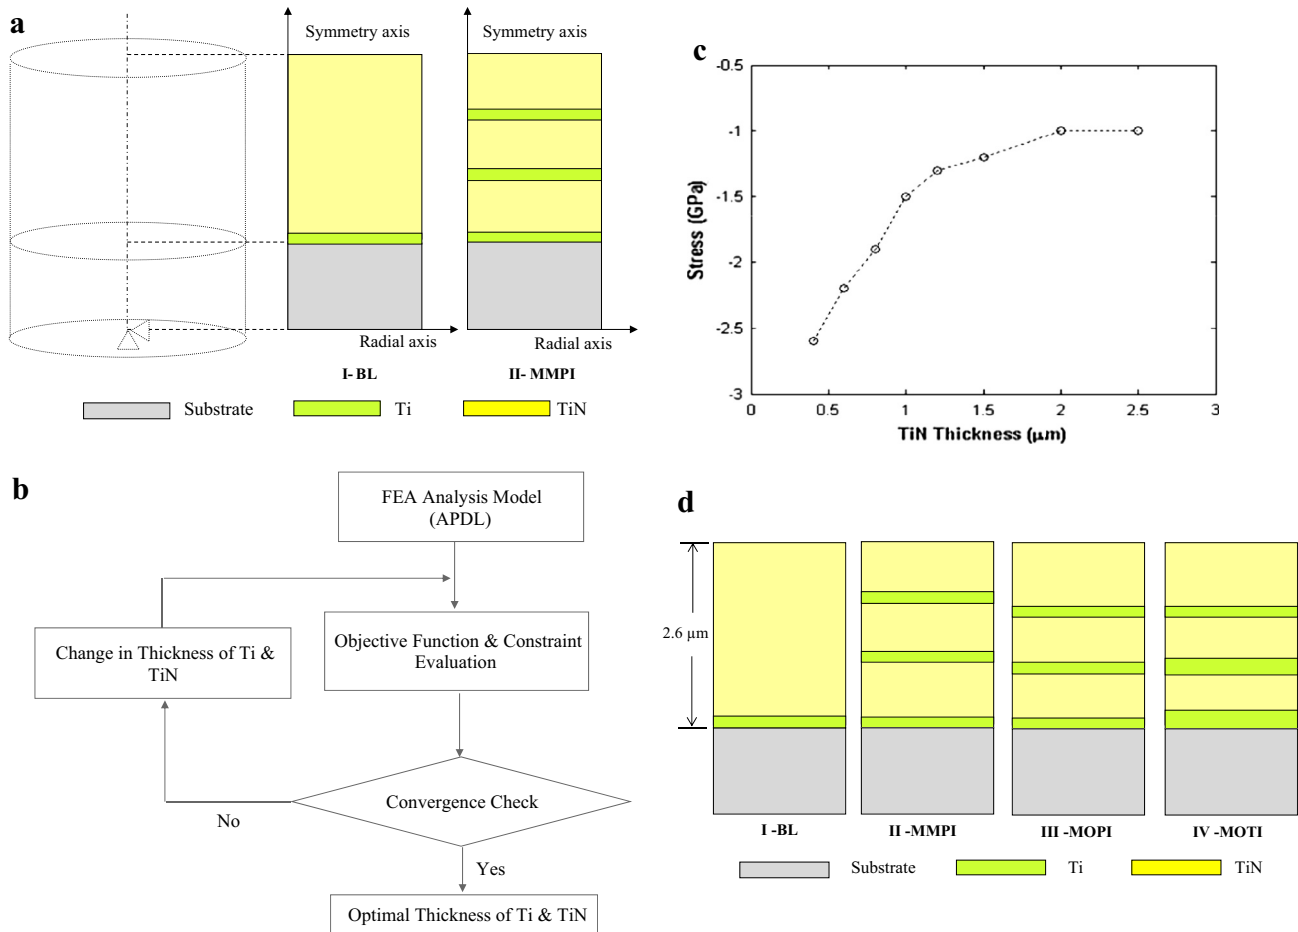 a
Symmetry axis
Symmetry axis
Radial axis
Radial axis
I- BL
II- MMPI
Substrate
Ti
TiN
c
-0.5
-1
-1.5
-2
-2.5
-3
0
0.5
1
1.5
2
2.5
3
Stress (GPa)
TiN Thickness (µm)
b
FEA Analysis Model
(APDL)
Objective Function & Constraint
Evaluation
Change in Thickness of Ti &
TiN
Convergence Check
No
Yes
Optimal Thickness of Ti & TiN
d
2.6 µm
I -BL
II -MMPI
III -MOPI
IV -MOTI
Substrate
Ti
TiN